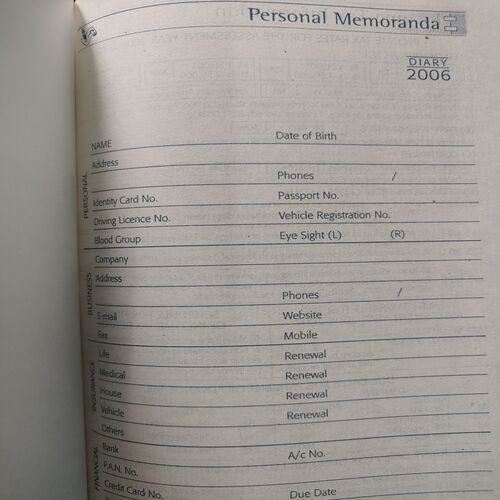 Personal Memoranda
DIARY
2006
NAME Date of Birth
Address
Phones /
Identity Card No. Passport No.
Driving Licence No. Vehicle Registration No.
Blood Group Eye Sight (L) (R)
PERSONAL
Company
Address
Phones /
E-mail Website
Fax Mobile
BUSINESS
Life Renewal
Medical Renewal
House Renewal
Vehicle Renewal
Others
INSURANCE
Bank A/c No.
P.A.N. No.
Credit Card No. Due Date
FINANCIAL